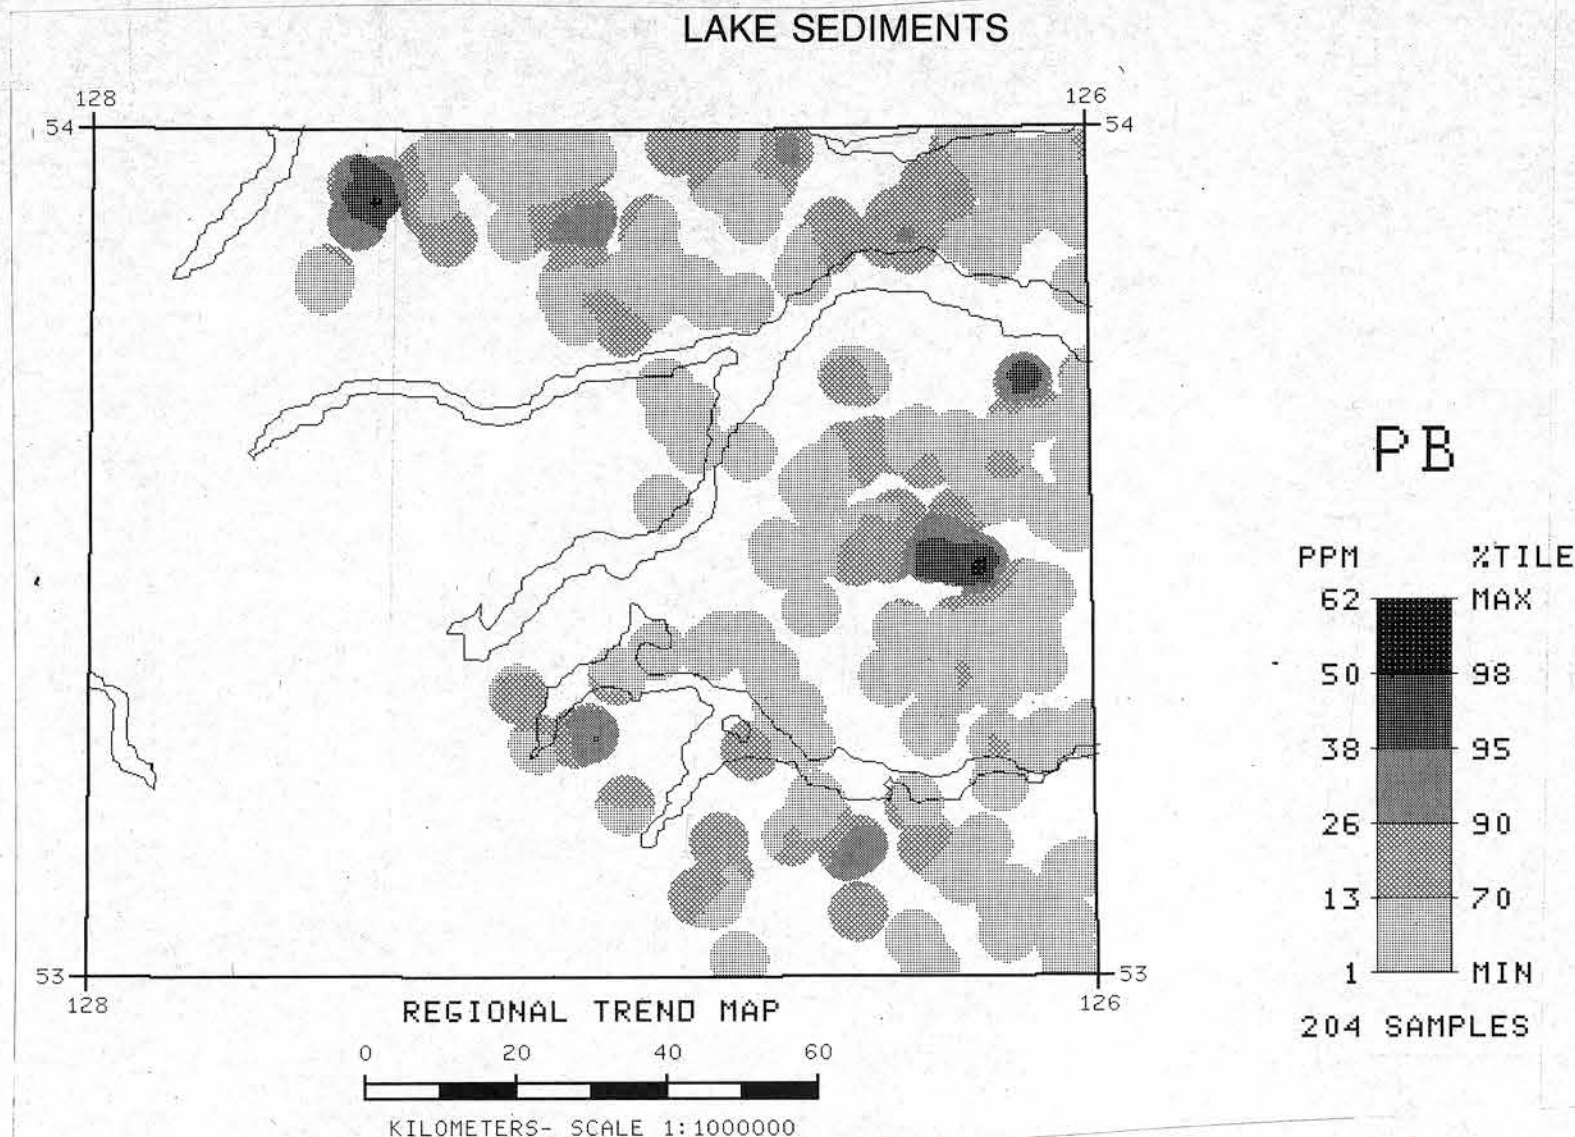 LAKE SEDIMENTS
128
126
54
54
PB
PPM %TILE
62 MAX
50 98
38 95
26 90
13 70
1 MIN
204 SAMPLES
53
53
128
126
REGIONAL TREND MAP
0 20 40 60
KILOMETERS- SCALE 1:1000000